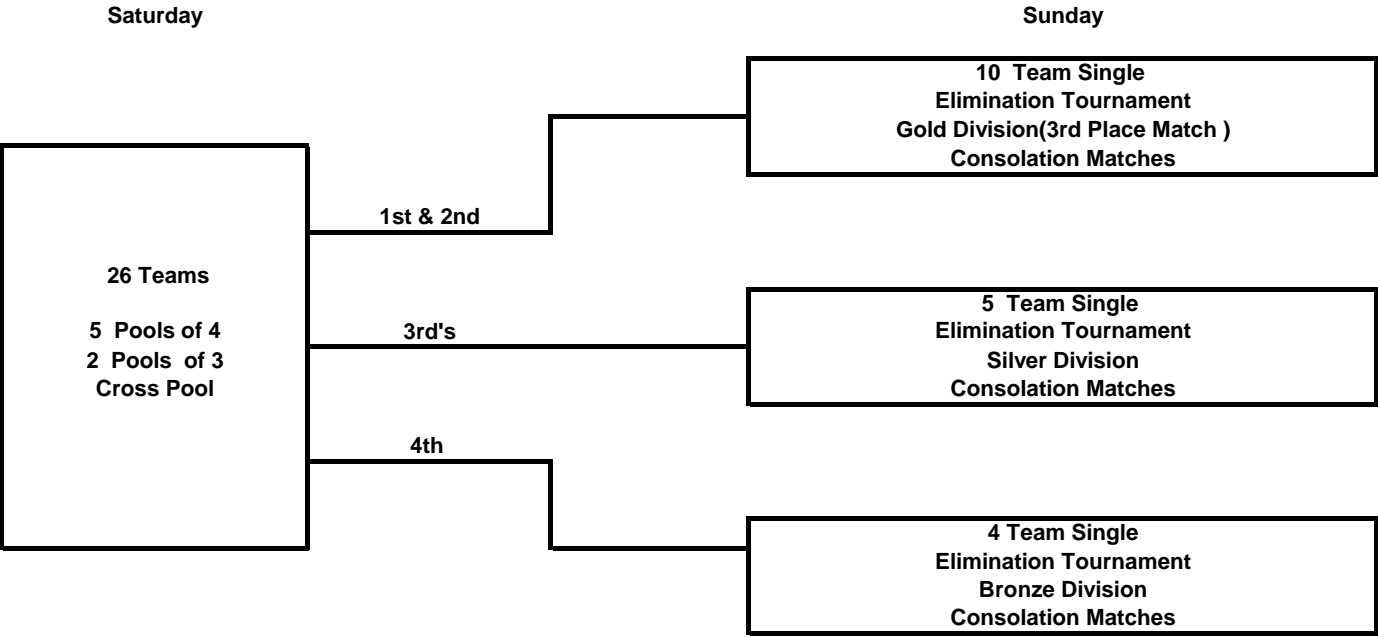 Saturday
Sunday
10 Team Single
Elimination Tournament
Gold Division(3rd Place Match )
Consolation Matches
1st & 2nd
26 Teams
5 Pools of 4
2 Pools of 3
Cross Pool
3rd's
5 Team Single
Elimination Tournament
Silver Division
Consolation Matches
4th
4 Team Single
Elimination Tournament
Bronze Division
Consolation Matches